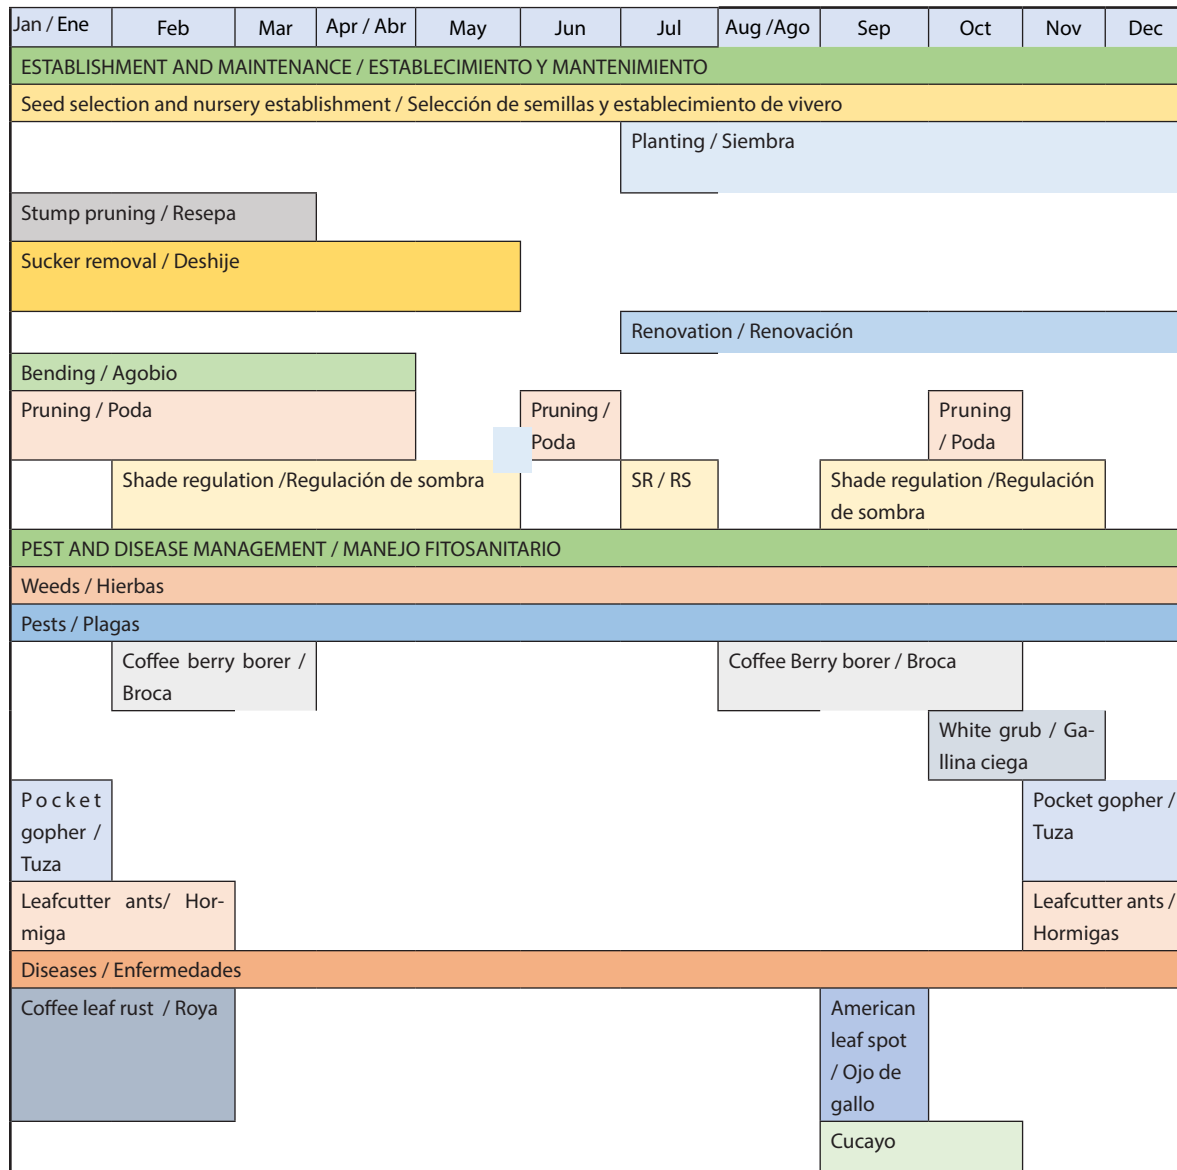 Jan / Ene Feb Mar Apr / Abr May Jun Jul Aug /Ago Sep Oct Nov Dec
ESTABLISHMENT AND MAINTENANCE / ESTABLECIMIENTO Y MANTENIMIENTO
Seed selection and nursery establishment / Selección de semillas y establecimiento de vivero
Planting / Siembra
Stump pruning / Resepa
Sucker removal / Deshije
Renovation / Renovación
Bending / Agobio
Pruning / Poda
Pruning /
Poda
Pruning
/ Poda
Shade regulation /Regulación de sombra
SR / RS
Shade regulation /Regulación
de sombra
PEST AND DISEASE MANAGEMENT / MANEJO FITOSANITARIO
Weeds / Hierbas
Pests / Plagas
Coffee berry borer /
Broca
Coffee Berry borer / Broca
White grub / Ga-
llina ciega
Pocket
gopher /
Tuza
Pocket gopher /
Tuza
Leafcutter ants/ Hor-
miga
Leafcutter ants /
Hormigas
Diseases / Enfermedades
Coffee leaf rust / Roya
American
leaf spot
/ Ojo de
gallo
Cucayo